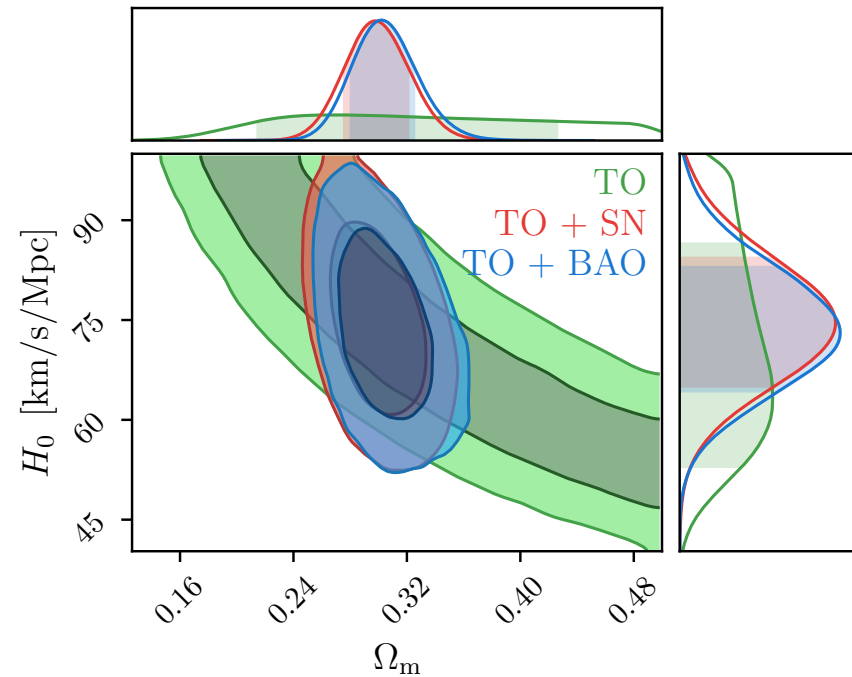 TO
TO + SN
TO + BAO
H₀ [km/s/Mpc]
90
75
60
45
0.16
0.24
0.32
0.40
0.48
Ωₘ